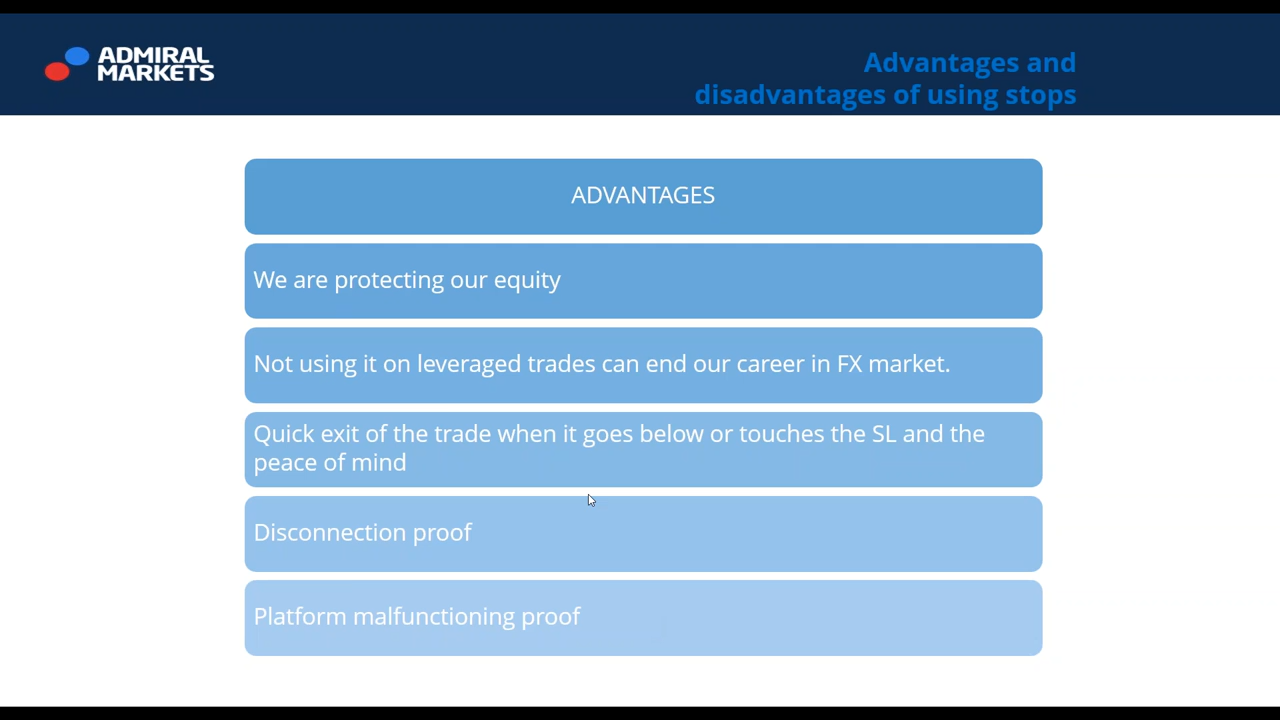 ADMIRAL
MARKETS
Advantages and
disadvantages of using stops
ADVANTAGES
We are protecting our equity
Not using it on leveraged trades can end our career in FX market.
Quick exit of the trade when it goes below or touches the SL and the
peace of mind
Disconnection proof
Platform malfunctioning proof